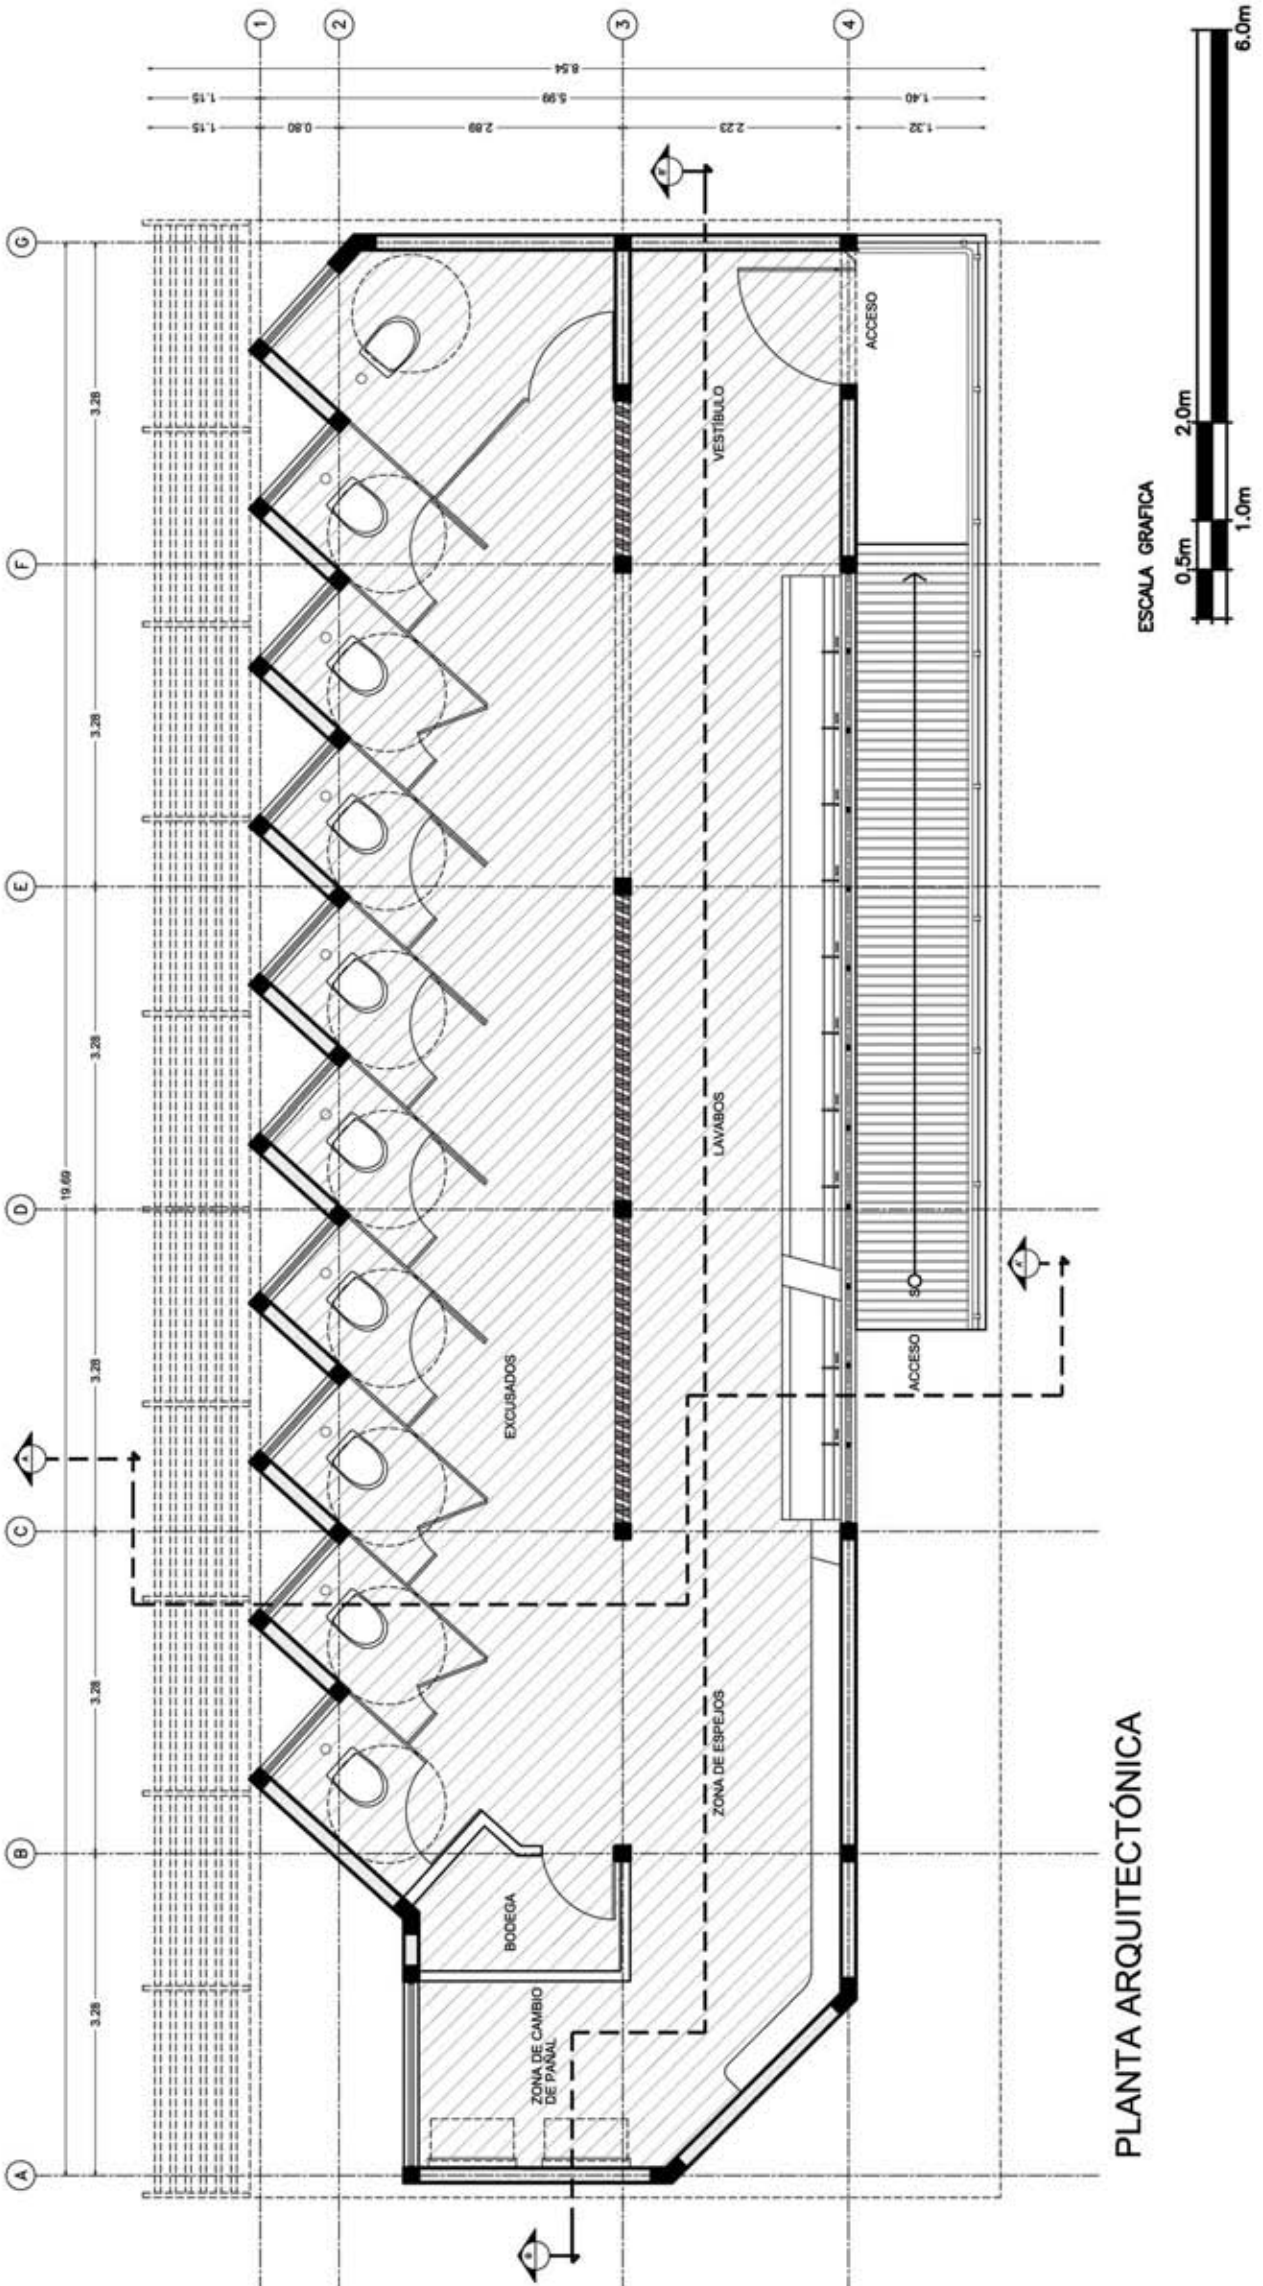 1
2
3
4
8.54
1.15
5.99
1.40
1.15
0.80
2.69
2.23
1.32
G
F
E
D
C
B
A
19.69
3.28
3.28
3.28
3.28
3.28
3.28
A
B'
VESTÍBULO
ACCESO
LAVABOS
EXCUSADOS
S
ACCESO
A'
ZONA DE ESPEJOS
BODEGA
ZONA DE CAMBIO
DE PAÑAL
B
PLANTA ARQUITECTÓNICA
ESCALA GRAFICA
0.5m
2.0m
1.0m
6.0m